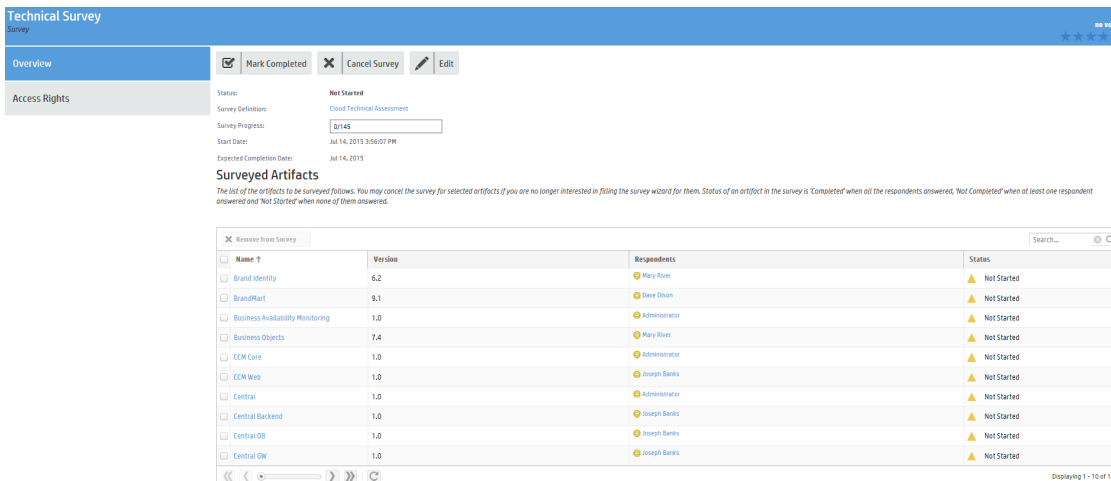 Technical Survey
Survey
no vo
Overview
Access Rights
Mark Completed Cancel Survey Edit
Status: Not Started
Survey Definition: Cloud Technical Assessment
Survey Progress: 0/145
Start Date: Jul 14, 2015 3:56:07 PM
Expected Completion Date: Jul 14, 2015
Surveyed Artifacts
The list of the artifacts to be surveyed follows. You may cancel the survey for selected artifacts if you are no longer interested in filling the survey wizard for them. Status of an artifact in the survey is 'Completed' when all the respondents answered, 'Not Completed' when at least one respondent
answered and 'Not Started' when none of them answered.
Remove from Survey Search...
Name ↑ Version Respondents Status
Brand Identity 6.2 Mary River Not Started
BrandMart 9.1 Dave Olson Not Started
Business Availability Monitoring 1.0 Administrator Not Started
Business Objects 7.4 Mary River Not Started
CCM Core 1.0 Administrator Not Started
CCM Web 1.0 Joseph Banks Not Started
Central 1.0 Administrator Not Started
Central Backend 1.0 Joseph Banks Not Started
Central DB 1.0 Joseph Banks Not Started
Central GW 1.0 Joseph Banks Not Started
Displaying 1 - 10 of 1